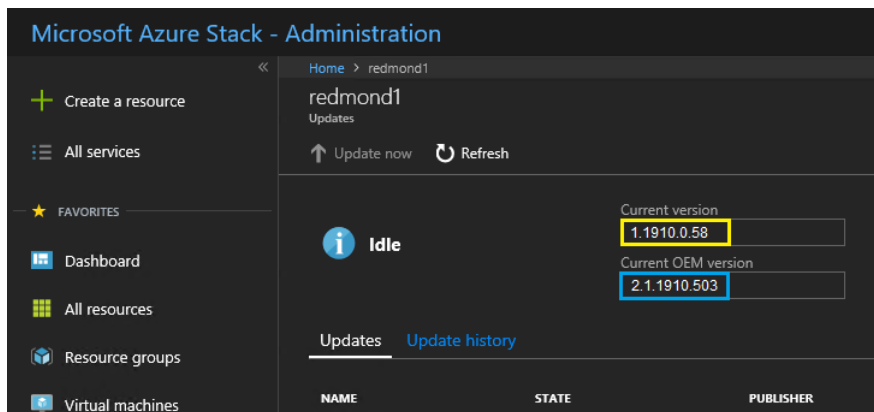 Microsoft Azure Stack - Administration
«
Home > redmond1
Create a resource
All services
FAVORITES
Dashboard
All resources
Resource groups
Virtual machines
redmond1
Updates
Update now Refresh
Idle
Current version
1.1910.0.58
Current OEM version
2.1.1910.503
Updates Update history
NAME STATE PUBLISHER